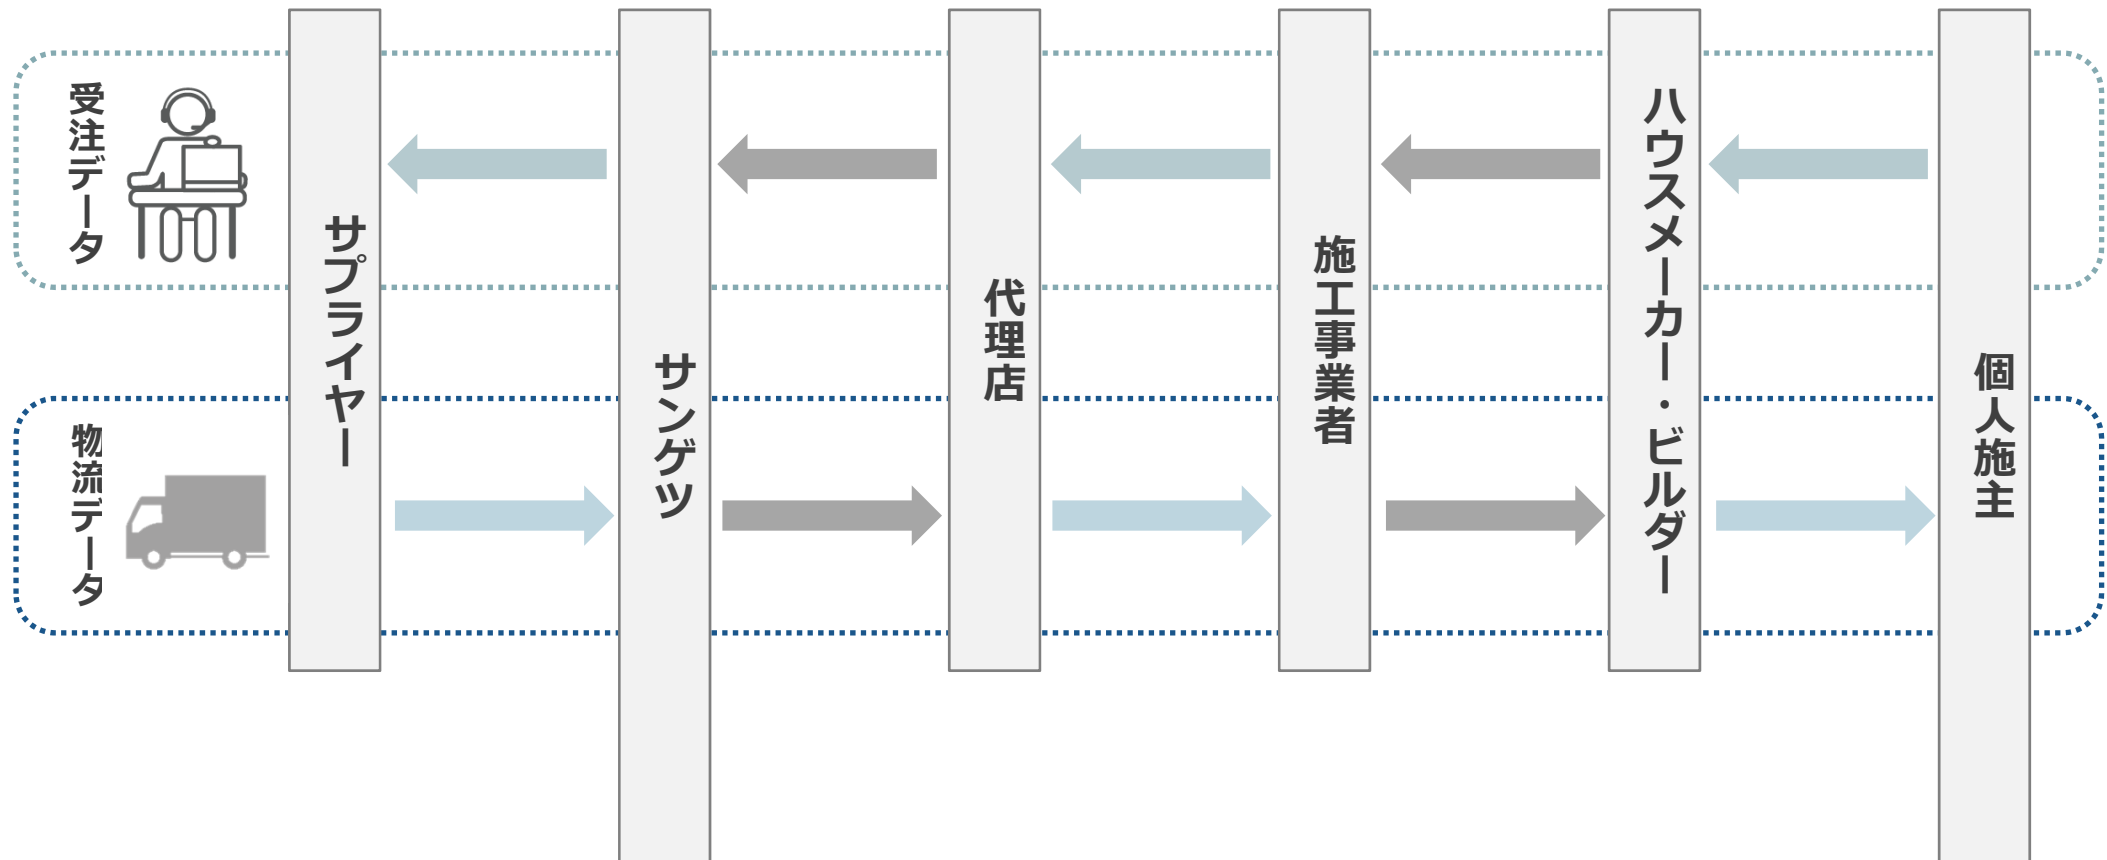 受注データ
物流データ
サプライヤー
サンゲツ
代理店
施工事業者
ハウスメーカー・ビルダー
個人施主